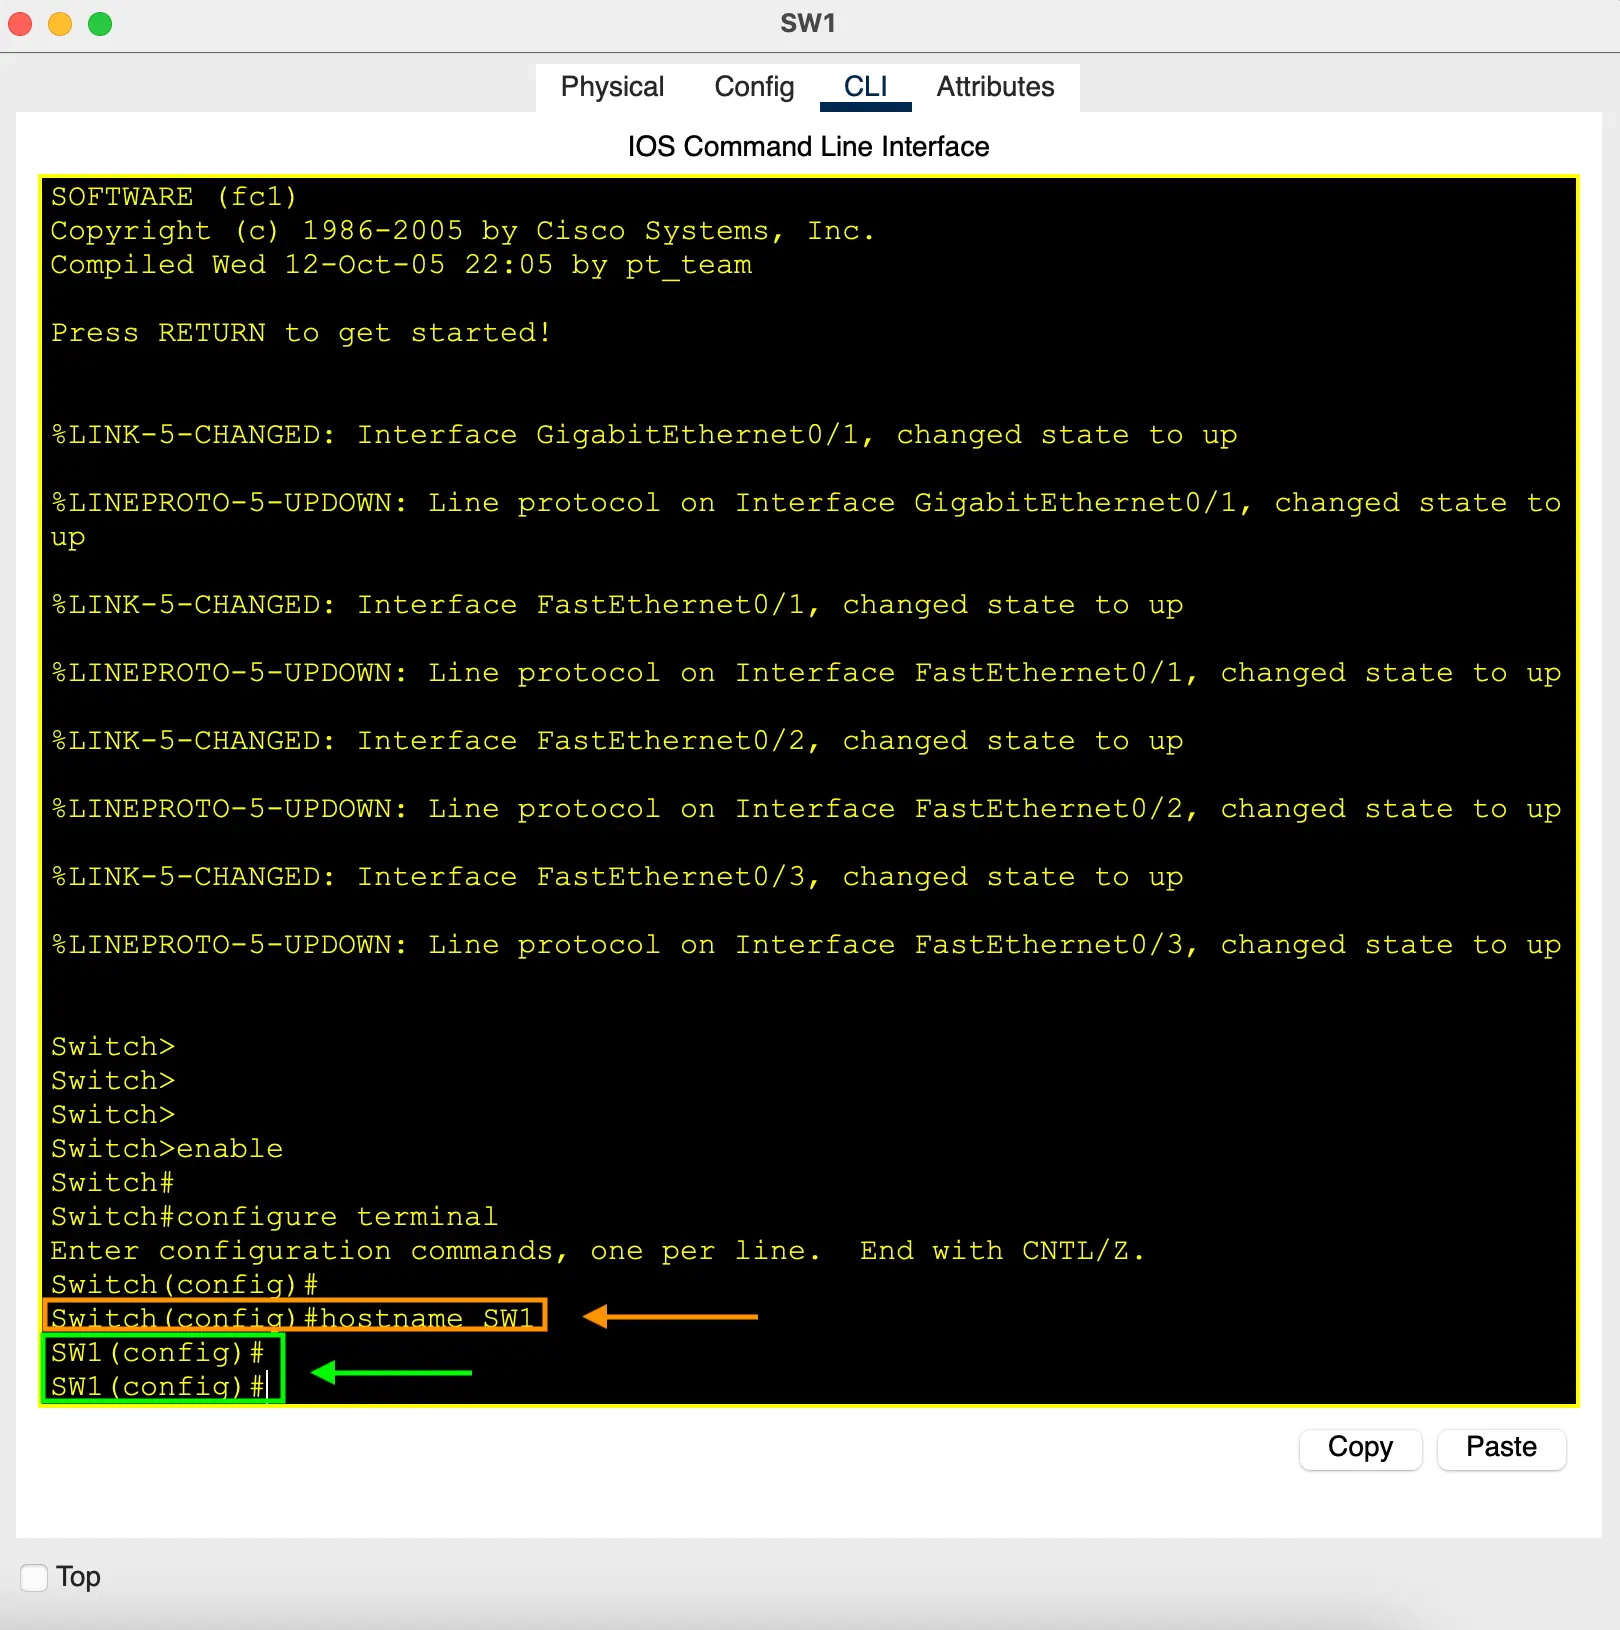 SW1
Physical Config CLI Attributes
IOS Command Line Interface
SOFTWARE (fc1)
Copyright (c) 1986-2005 by Cisco Systems, Inc.
Compiled Wed 12-Oct-05 22:05 by pt_team
Press RETURN to get started!
%LINK-5-CHANGED: Interface GigabitEthernet0/1, changed state to up
%LINEPROTO-5-UPDOWN: Line protocol on Interface GigabitEthernet0/1, changed state to
up
%LINK-5-CHANGED: Interface FastEthernet0/1, changed state to up
%LINEPROTO-5-UPDOWN: Line protocol on Interface FastEthernet0/1, changed state to up
%LINK-5-CHANGED: Interface FastEthernet0/2, changed state to up
%LINEPROTO-5-UPDOWN: Line protocol on Interface FastEthernet0/2, changed state to up
%LINK-5-CHANGED: Interface FastEthernet0/3, changed state to up
%LINEPROTO-5-UPDOWN: Line protocol on Interface FastEthernet0/3, changed state to up
Switch>
Switch>
Switch>
Switch>enable
Switch#
Switch#configure terminal
Enter configuration commands, one per line.  End with CNTL/Z.
Switch(config)#
Switch(config)#hostname SW1
SW1(config)#
SW1(config)#
Copy Paste
Top